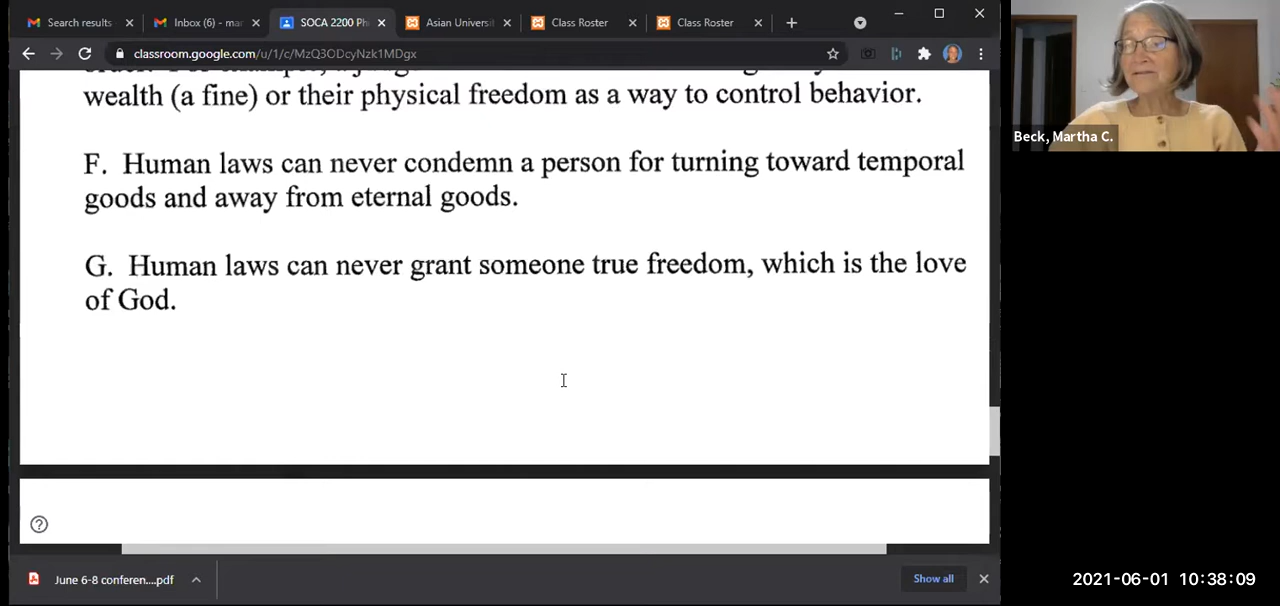 Search results
Inbox (6) - mar
SOCA 2200 Ph
Asian Universit
Class Roster
Class Roster
classroom.google.com/u/1/c/MzQ3ODcyNzk1MDgx
wealth (a fine) or their physical freedom as a way to control behavior.
F. Human laws can never condemn a person for turning toward temporal
goods and away from eternal goods.
G. Human laws can never grant someone true freedom, which is the love
of God.
Beck, Martha C.
June 6-8 conferen....pdf
Show all
2021-06-01 10:38:09